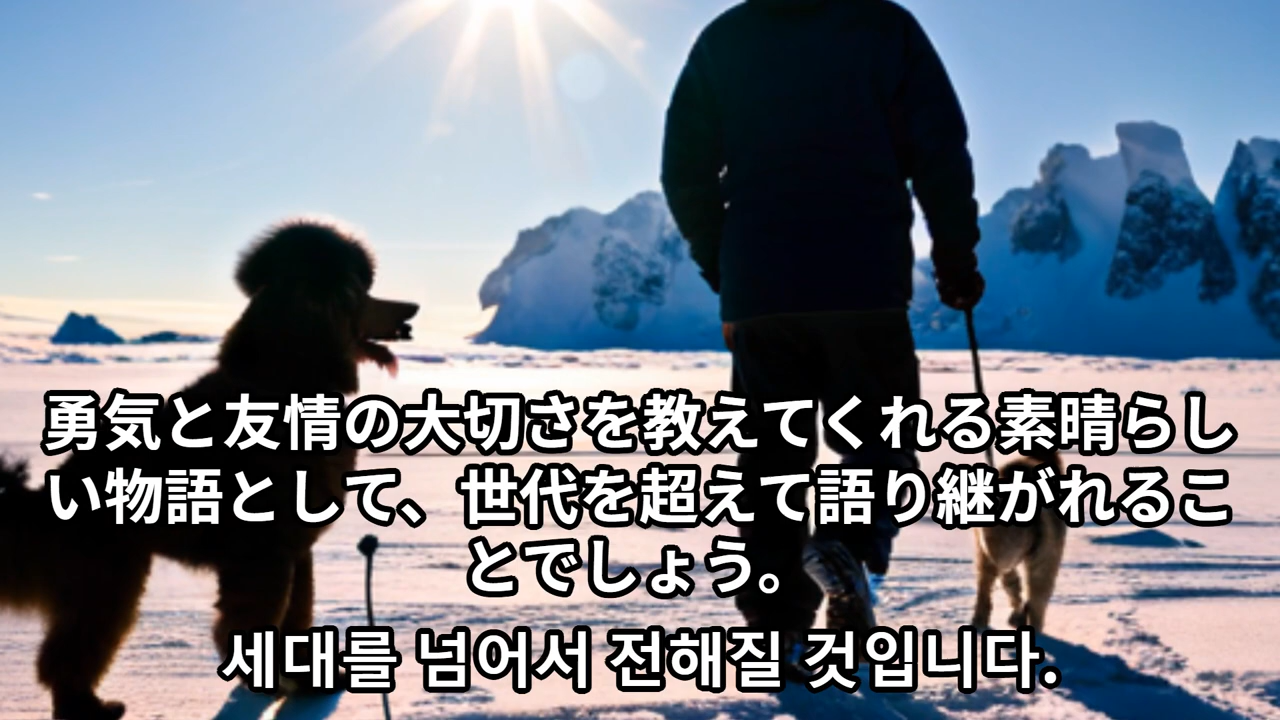 勇気と友情の大切さを教えてくれる素晴らし
い物語として、世代を超えて語り継がれるこ
とでしょう。
세대를 넘어서 전해질 것입니다.